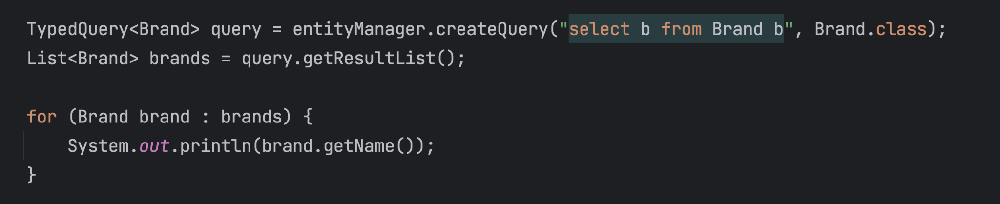 TypedQuery<Brand> query = entityManager.createQuery("select b from Brand b", Brand.class);
List<Brand> brands = query.getResultList();
for (Brand brand : brands) {
    System.out.println(brand.getName());
}